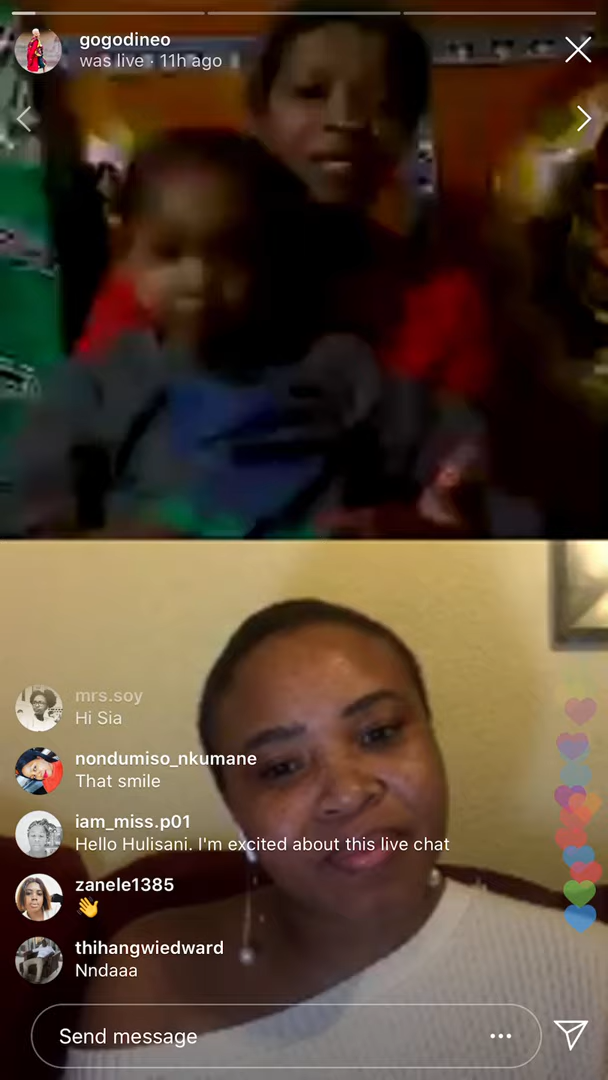 gogodineo
was live · 11h ago
mrs.soy
Hi Sia
nondumiso_nkumane
That smile
iam_miss.p01
Hello Hulisani. I'm excited about this live chat
zanele1385
👋
thihangwiedward
Nndaaa
Send message